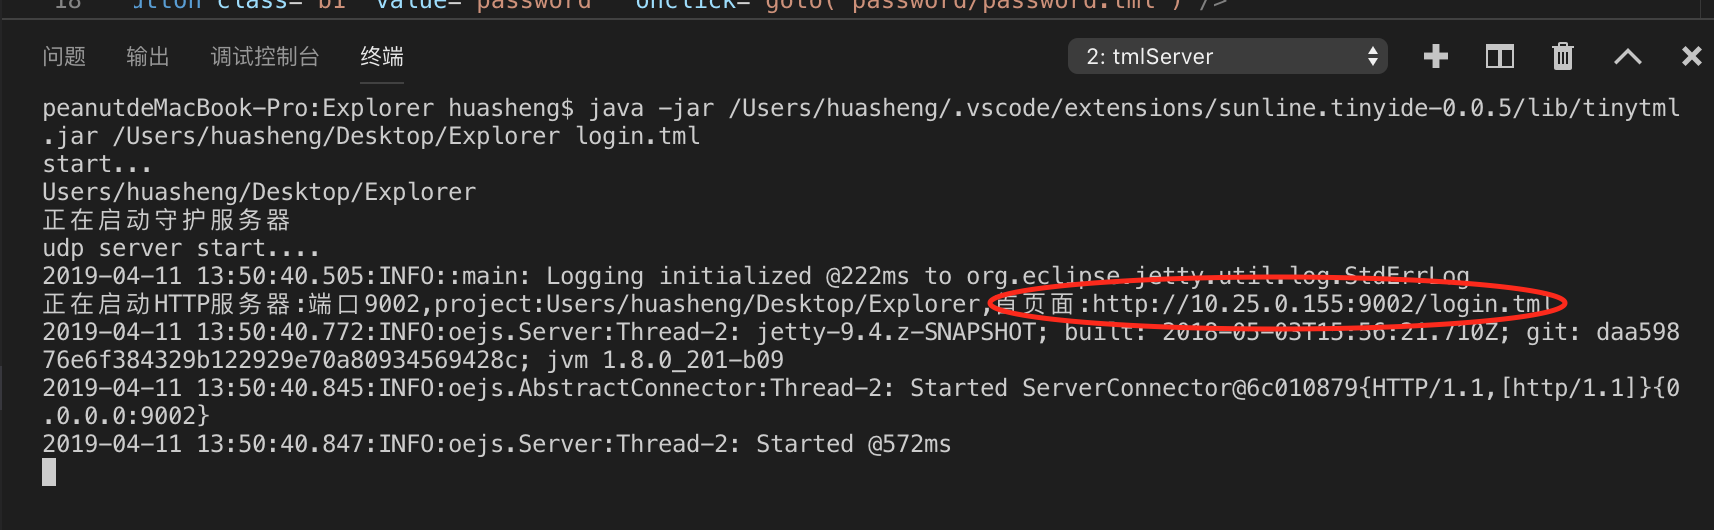 18 utton class="b1" value="password" onclick="goto('password/password.tml')"/>
问题 输出 调试控制台 终端 2: tmlServer
peanutdeMacBook-Pro:Explorer huasheng$ java -jar /Users/huasheng/.vscode/extensions/sunline.tinyide-0.0.5/lib/tinytml
.jar /Users/huasheng/Desktop/Explorer login.tml
start...
Users/huasheng/Desktop/Explorer
正在启动守护服务器
udp server start....
2019-04-11 13:50:40.505:INFO::main: Logging initialized @222ms to org.eclipse.jetty.util.log.StdErrLog
正在启动HTTP服务器:端口9002,project:Users/huasheng/Desktop/Explorer,首页面:http://10.25.0.155:9002/login.tml
2019-04-11 13:50:40.772:INFO:oejs.Server:Thread-2: jetty-9.4.z-SNAPSHOT; built: 2018-05-03T15:56:21.710Z; git: daa598
76e6f384329b122929e70a80934569428c; jvm 1.8.0_201-b09
2019-04-11 13:50:40.845:INFO:oejs.AbstractConnector:Thread-2: Started ServerConnector@6c010879{HTTP/1.1,[http/1.1]}{0
.0.0.0:9002}
2019-04-11 13:50:40.847:INFO:oejs.Server:Thread-2: Started @572ms